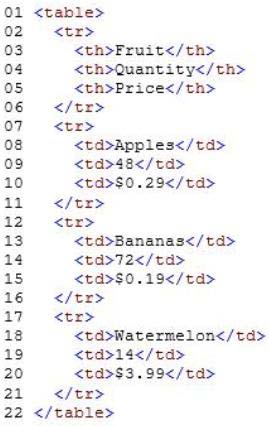 01 <table>
02   <tr>
03     <th>Fruit</th>
04     <th>Quantity</th>
05     <th>Price</th>
06   </tr>
07   <tr>
08     <td>Apples</td>
09     <td>48</td>
10     <td>$0.29</td>
11   </tr>
12   <tr>
13     <td>Bananas</td>
14     <td>72</td>
15     <td>$0.19</td>
16   </tr>
17   <tr>
18     <td>Watermelon</td>
19     <td>14</td>
20     <td>$3.99</td>
21   </tr>
22 </table>